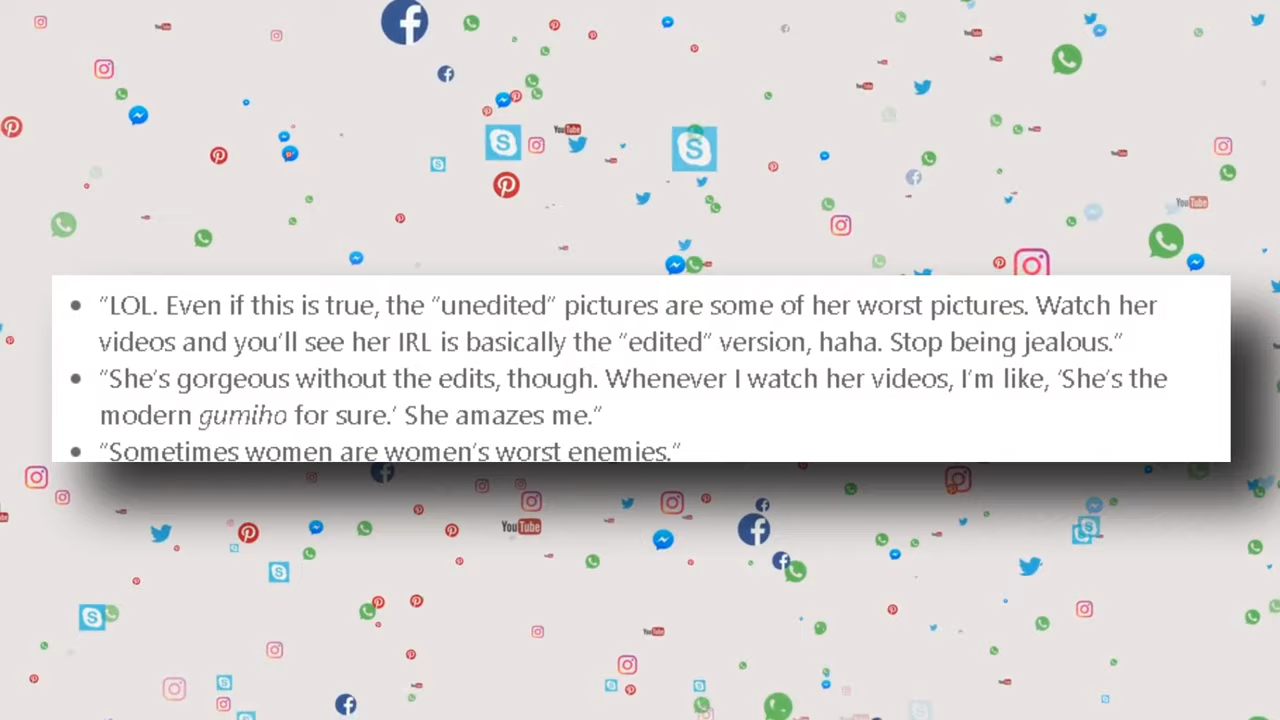 • “LOL. Even if this is true, the “unedited” pictures are some of her worst pictures. Watch her
videos and you’ll see her IRL is basically the “edited” version, haha. Stop being jealous.”
• “She’s gorgeous without the edits, though. Whenever I watch her videos, I’m like, ‘She’s the
modern gumiho for sure.’ She amazes me.”
• “Sometimes women are women’s worst enemies.”
YouTube
YouTube
YouTube